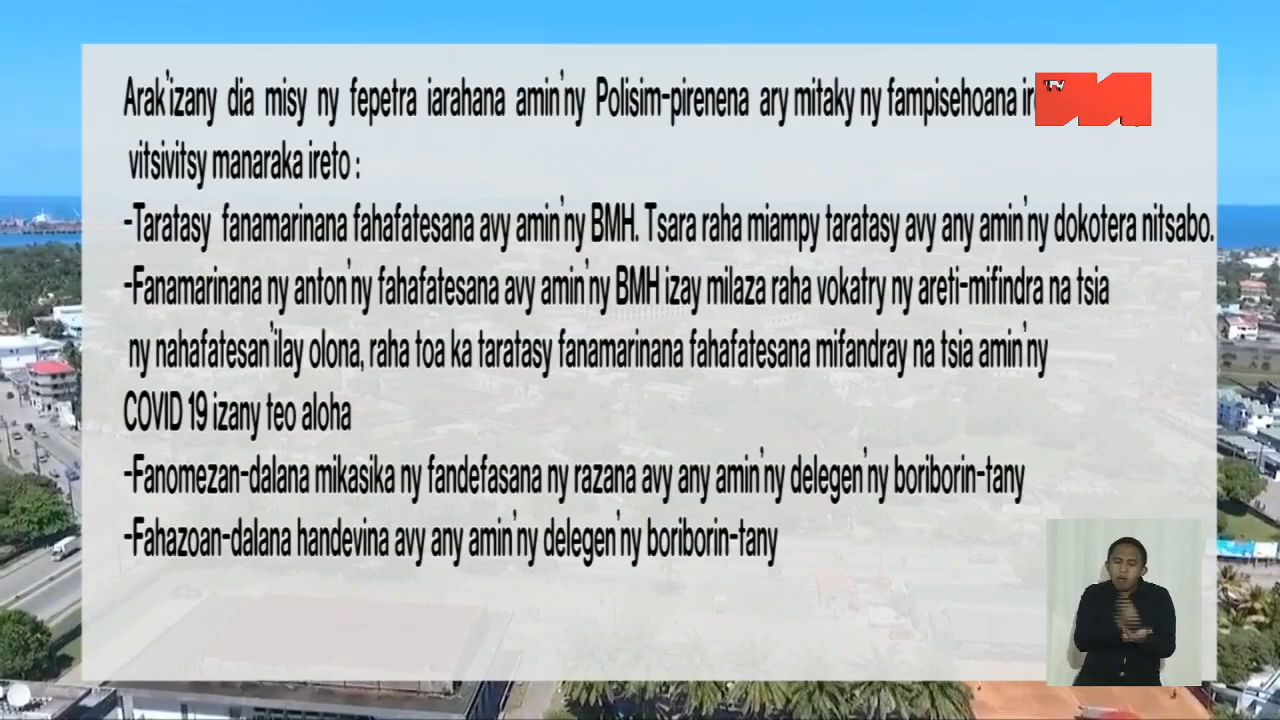 Arak'izany dia misy ny fepetra iarahana amin'ny Polisim-pirenena ary mitaky ny fampisehoana
TV
vitsivitsy manaraka ireto :
-Taratasy fanamarinana fahafatesana avy amin'ny BMH. Tsara raha miampy taratasy avy any amin'ny dokotera nitsabo.
-Fanamarinana ny anton'ny fahafatesana avy amin'ny BMH izay milaza raha vokatry ny areti-mifindra na tsia
ny nahafatesan'ilay olona, raha toa ka taratasy fanamarinana fahafatesana mifandray na tsia amin'ny
COVID 19 izany teo aloha
-Fanomezan-dalana mikasika ny fandefasana ny razana avy any amin'ny delegen'ny boriborin-tany
-Fahazoan-dalana handevina avy any amin'ny delegen'ny boriborin-tany